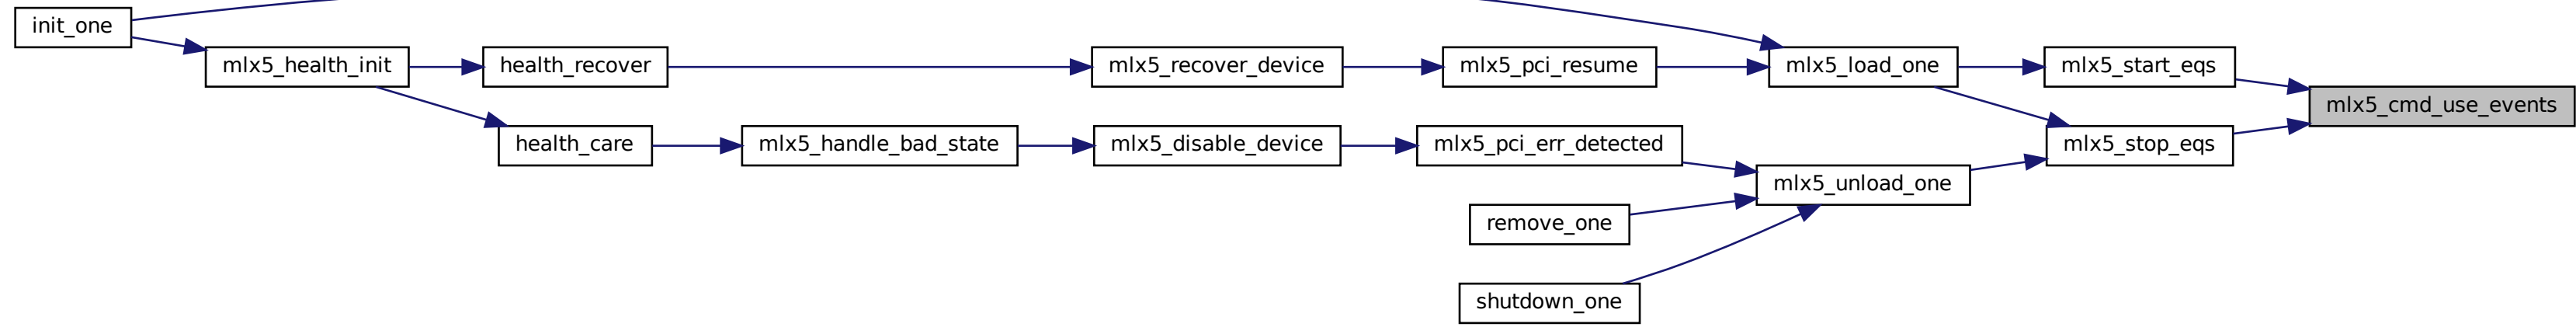 init_one
mlx5_health_init
health_recover
mlx5_recover_device
mlx5_pci_resume
mlx5_load_one
mlx5_start_eqs
mlx5_cmd_use_events
health_care
mlx5_handle_bad_state
mlx5_disable_device
mlx5_pci_err_detected
mlx5_stop_eqs
mlx5_unload_one
remove_one
shutdown_one